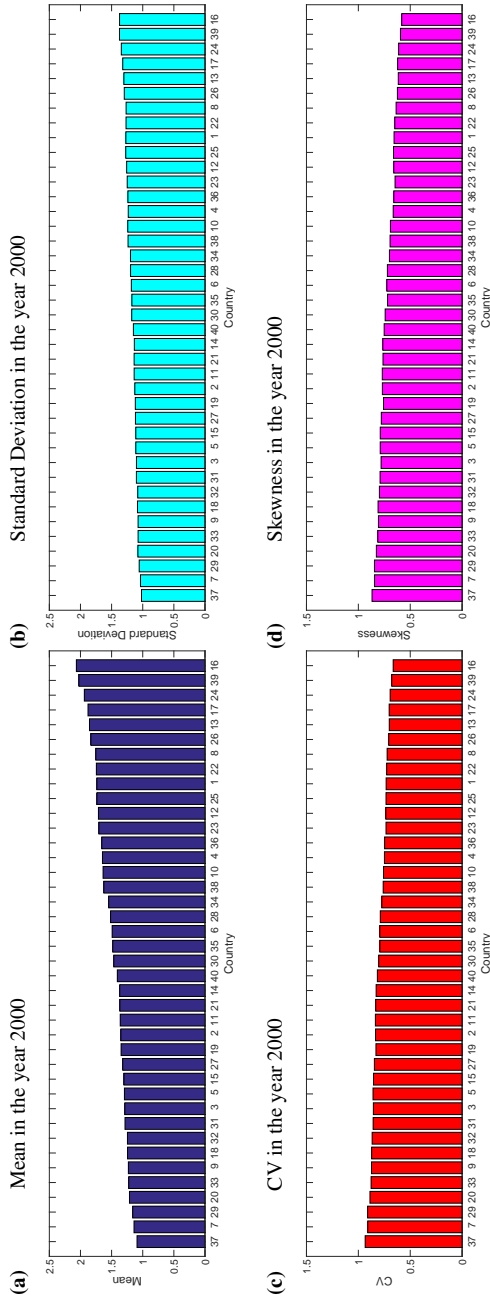 (a) Mean in the year 2000
2.5
2
1.5
1
0.5
0
Mean
37 7 29 20 33 9 18 32 31 3 5 15 27 19 2 11 21 14 40 30 35 6 28 34 38 10 4 36 23 12 25 1 22 8 26 13 17 24 39 16
Country
(b) Standard Deviation in the year 2000
2.5
2
1.5
1
0.5
0
Standard Deviation
37 7 29 20 33 9 18 32 31 3 5 15 27 19 2 11 21 14 40 30 35 6 28 34 38 10 4 36 23 12 25 1 22 8 26 13 17 24 39 16
Country
(c) CV in the year 2000
1.5
1
0.5
0
CV
37 7 29 20 33 9 18 32 31 3 5 15 27 19 2 11 21 14 40 30 35 6 28 34 38 10 4 36 23 12 25 1 22 8 26 13 17 24 39 16
Country
(d) Skewness in the year 2000
1.5
1
0.5
0
Skewness
37 7 29 20 33 9 18 32 31 3 5 15 27 19 2 11 21 14 40 30 35 6 28 34 38 10 4 36 23 12 25 1 22 8 26 13 17 24 39 16
Country